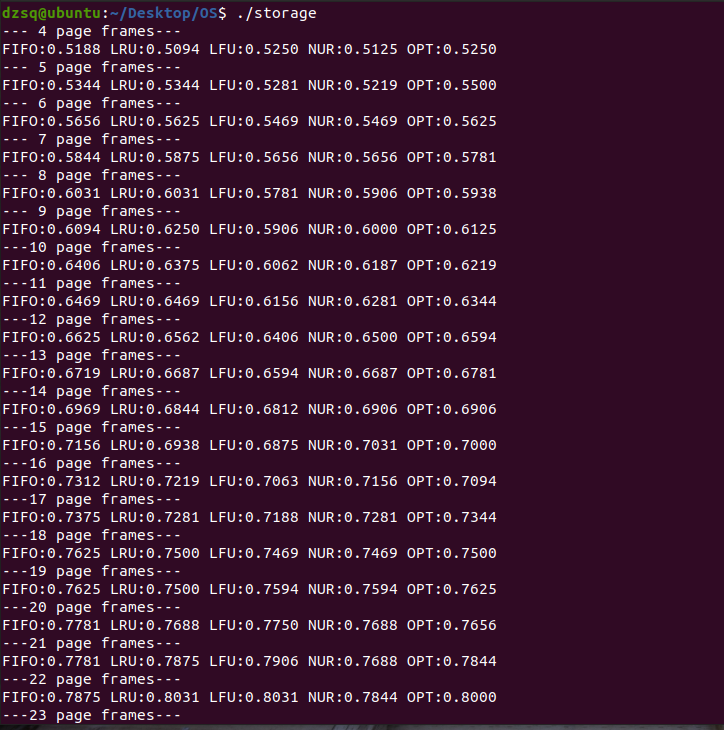 dzsq@ubuntu:~/Desktop/OS$ ./storage
--- 4 page frames---
FIFO:0.5188 LRU:0.5094 LFU:0.5250 NUR:0.5125 OPT:0.5250
--- 5 page frames---
FIFO:0.5344 LRU:0.5344 LFU:0.5281 NUR:0.5219 OPT:0.5500
--- 6 page frames---
FIFO:0.5656 LRU:0.5625 LFU:0.5469 NUR:0.5469 OPT:0.5625
--- 7 page frames---
FIFO:0.5844 LRU:0.5875 LFU:0.5656 NUR:0.5656 OPT:0.5781
--- 8 page frames---
FIFO:0.6031 LRU:0.6031 LFU:0.5781 NUR:0.5906 OPT:0.5938
--- 9 page frames---
FIFO:0.6094 LRU:0.6250 LFU:0.5906 NUR:0.6000 OPT:0.6125
---10 page frames---
FIFO:0.6406 LRU:0.6375 LFU:0.6062 NUR:0.6187 OPT:0.6219
---11 page frames---
FIFO:0.6469 LRU:0.6469 LFU:0.6156 NUR:0.6281 OPT:0.6344
---12 page frames---
FIFO:0.6625 LRU:0.6562 LFU:0.6406 NUR:0.6500 OPT:0.6594
---13 page frames---
FIFO:0.6719 LRU:0.6687 LFU:0.6594 NUR:0.6687 OPT:0.6781
---14 page frames---
FIFO:0.6969 LRU:0.6844 LFU:0.6812 NUR:0.6906 OPT:0.6906
---15 page frames---
FIFO:0.7156 LRU:0.6938 LFU:0.6875 NUR:0.7031 OPT:0.7000
---16 page frames---
FIFO:0.7312 LRU:0.7219 LFU:0.7063 NUR:0.7156 OPT:0.7094
---17 page frames---
FIFO:0.7375 LRU:0.7281 LFU:0.7188 NUR:0.7281 OPT:0.7344
---18 page frames---
FIFO:0.7625 LRU:0.7500 LFU:0.7469 NUR:0.7469 OPT:0.7500
---19 page frames---
FIFO:0.7625 LRU:0.7500 LFU:0.7594 NUR:0.7594 OPT:0.7625
---20 page frames---
FIFO:0.7781 LRU:0.7688 LFU:0.7750 NUR:0.7688 OPT:0.7656
---21 page frames---
FIFO:0.7781 LRU:0.7875 LFU:0.7906 NUR:0.7688 OPT:0.7844
---22 page frames---
FIFO:0.7875 LRU:0.8031 LFU:0.8031 NUR:0.7844 OPT:0.8000
---23 page frames---